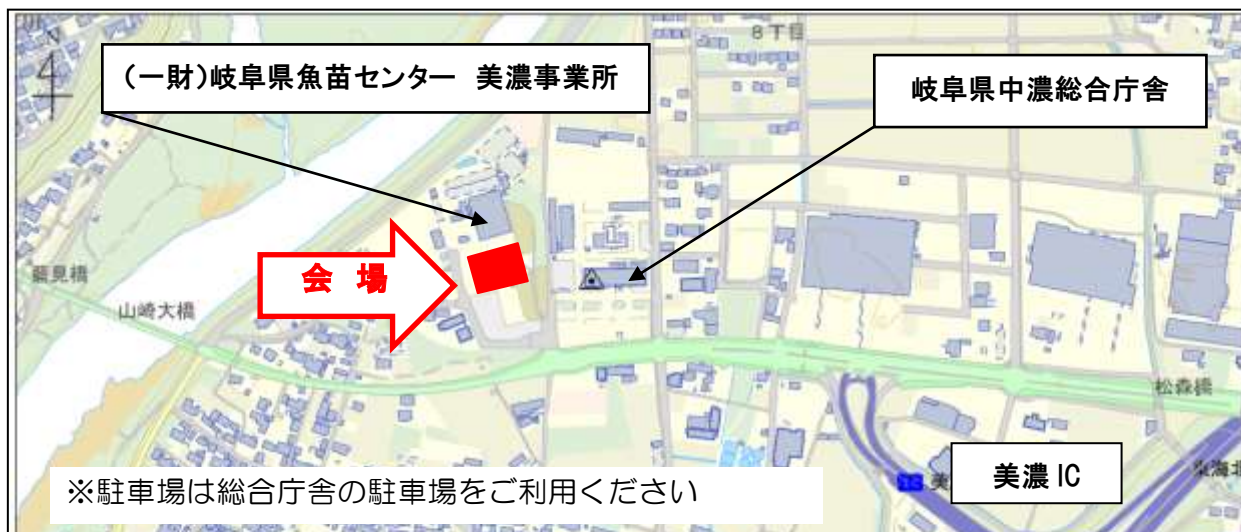 8丁目
(一財)岐阜県魚苗センター 美濃事業所
岐阜県中濃総合庁舎
会 場
山崎大橋
松森橋
美濃IC
※駐車場は総合庁舎の駐車場をご利用ください